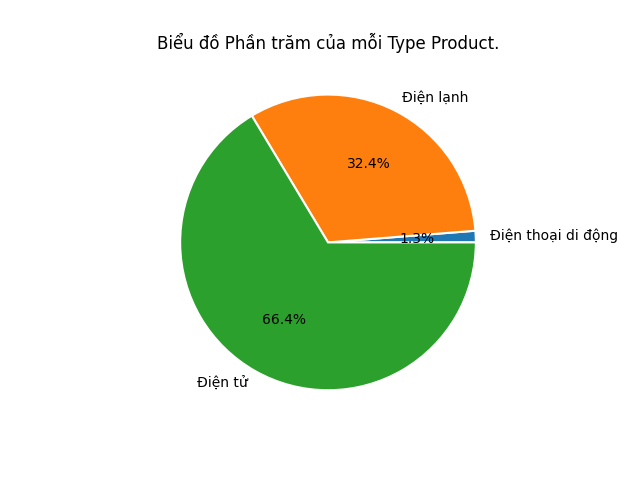 Biểu đồ Phần trăm của mỗi Type Product.
Điện lạnh
32.4%
1.3%
Điện thoại di động
66.4%
Điện tử